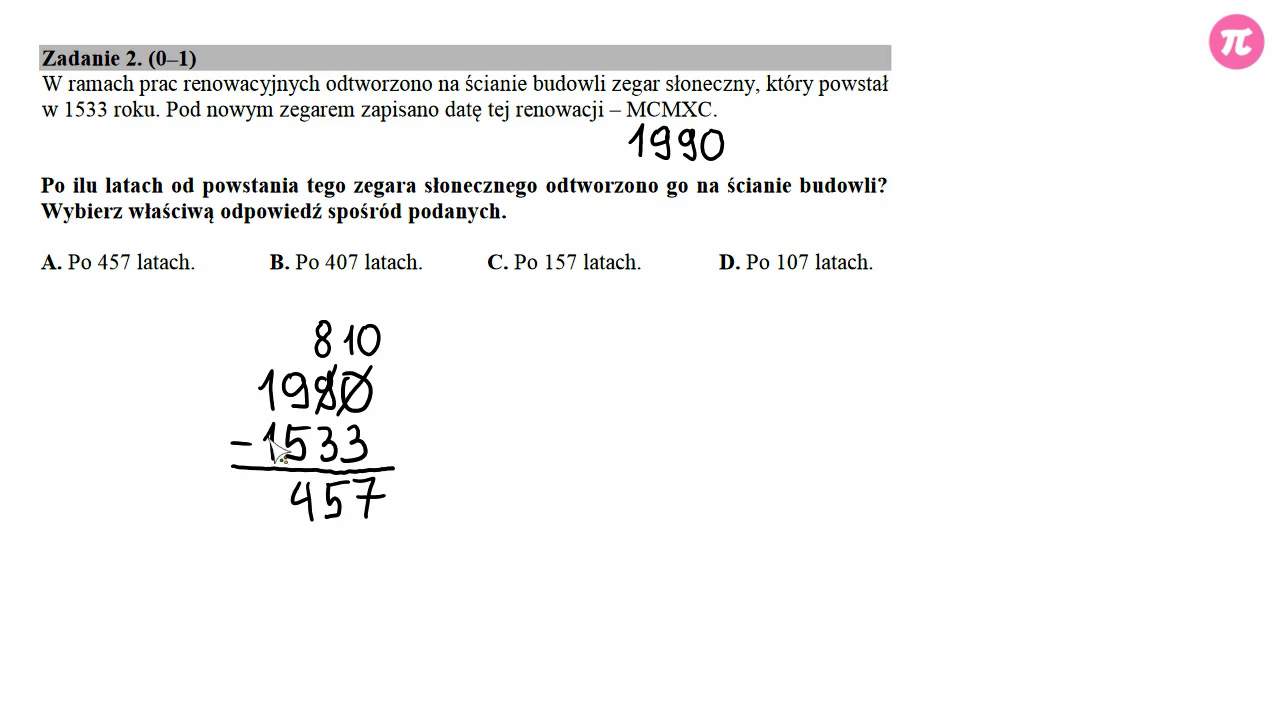 π
Zadanie 2. (0–1)
W ramach prac renowacyjnych odtworzono na ścianie budowli zegar słoneczny, który powstał
w 1533 roku. Pod nowym zegarem zapisano datę tej renowacji – MCMXC.
1990
Po ilu latach od powstania tego zegara słonecznego odtworzono go na ścianie budowli?
Wybierz właściwą odpowiedź spośród podanych.
A. Po 457 latach. B. Po 407 latach. C. Po 157 latach. D. Po 107 latach.
8 10
1990
- 1533
457